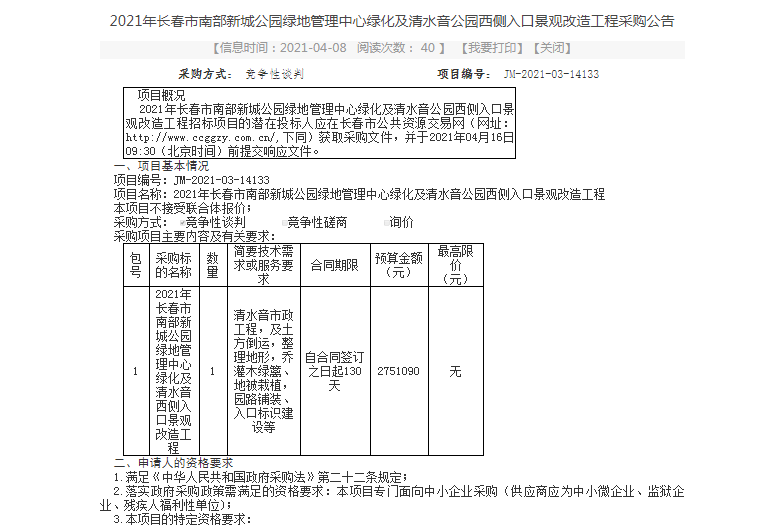 2021年长春市南部新城公园绿地管理中心绿化及清水音公园西侧入口景观改造工程采购公告
【信息时间：2021-04-08 阅读次数： 40 】 【我要打印】【关闭】
采购方式： 竞争性谈判 项目编号： JM-2021-03-14133
项目概况
2021年长春市南部新城公园绿地管理中心绿化及清水音公园西侧入口景
观改造工程招标项目的潜在投标人应在长春市公共资源交易网（网址：
http://www.ccggzy.com.cn/,下同）获取采购文件，并于2021年04月16日
09:30（北京时间）前提交响应文件。
一、项目基本情况
项目编号：JM-2021-03-14133
项目名称：2021年长春市南部新城公园绿地管理中心绿化及清水音公园西侧入口景观改造工程
本项目不接受联合体报价；
采购方式： 竞争性谈判 竞争性磋商 询价
采购项目主要内容及有关要求：
包号
采购标的名称
数量
简要技术需求或服务要求
合同期限
预算金额（元）
最高限价（元）
1
2021年
长春市
南部新
城公园
绿地管
理中心
绿化及
清水音
公园西
侧入口
景观改
造工程
1
清水音市政
工程，及土
方倒运，整
理地形，乔
灌木绿篱、
地被栽植，
园路铺装、
入口标识建
设等
自合同签订
之日起130
天
2751090
无
二、申请人的资格要求
1.满足《中华人民共和国政府采购法》第二十二条规定；
2.落实政府采购政策需满足的资格要求：本项目专门面向中小企业采购（供应商应为中小微企业、监狱企
业、残疾人福利性单位）；
3.本项目的特定资格要求：